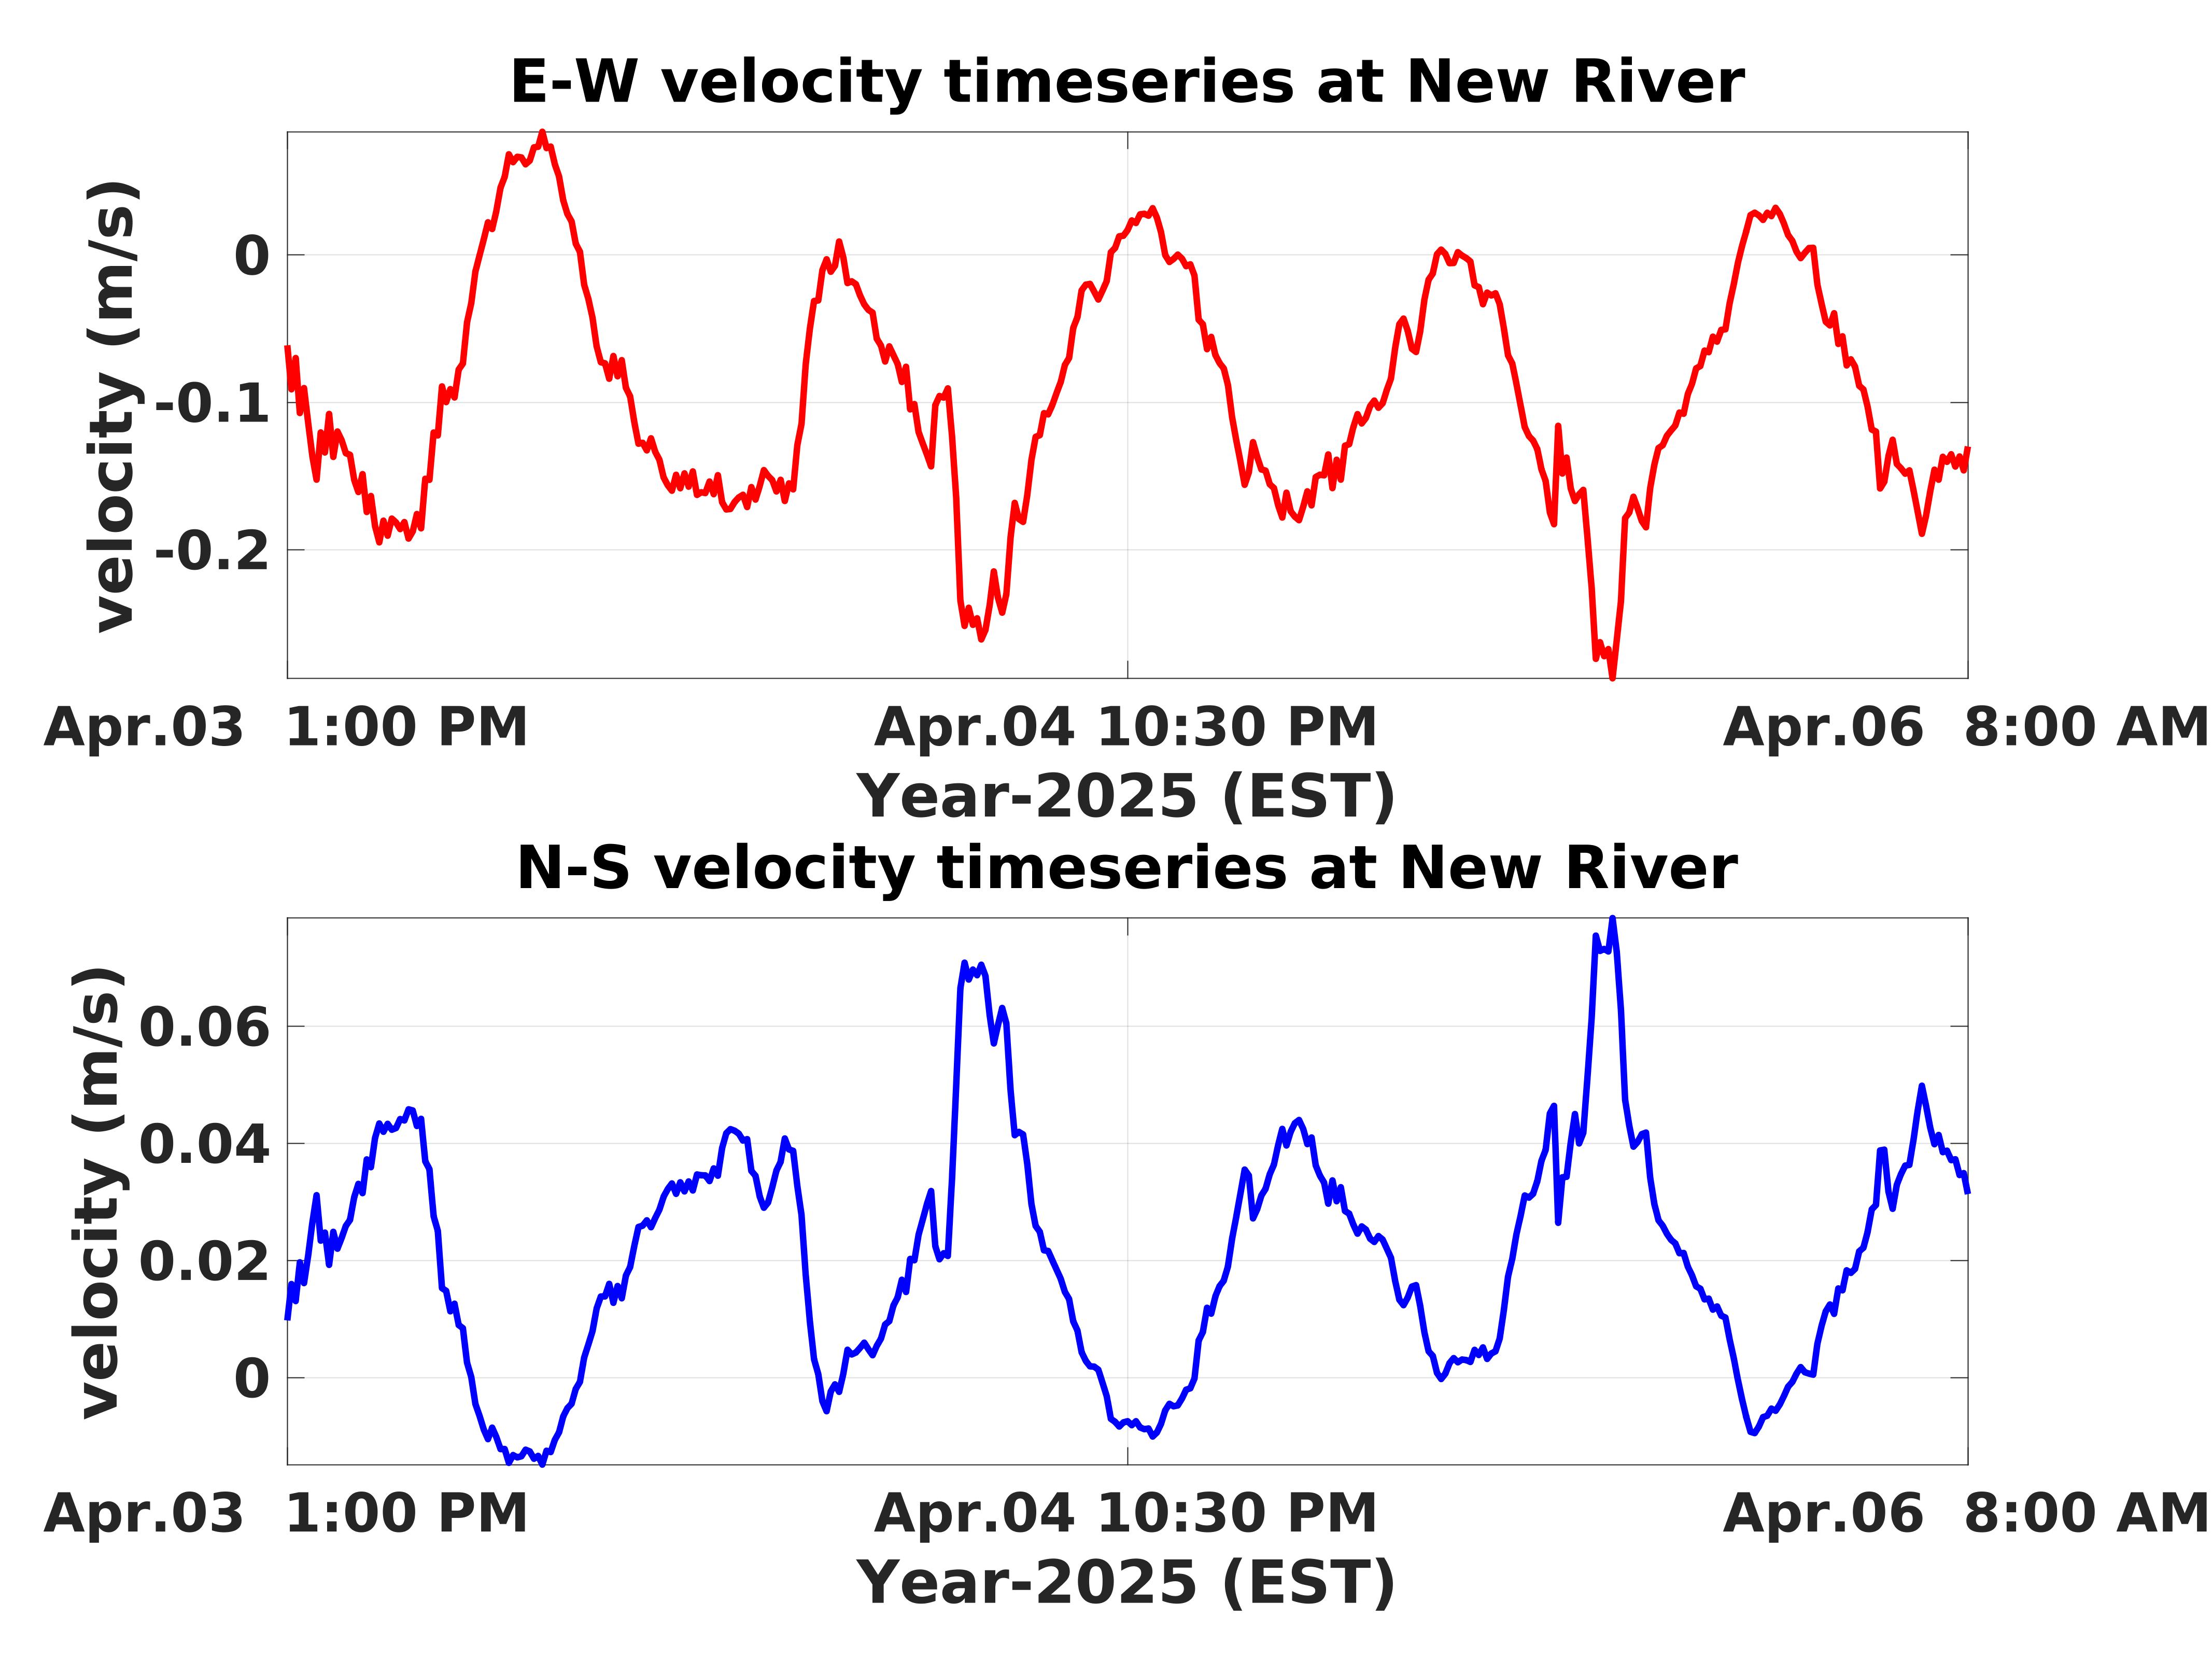 E-W velocity timeseries at New River
velocity (m/s)
0
-0.1
-0.2
Apr.03  1:00 PM
Apr.04 10:30 PM
Apr.06  8:00 AM
Year-2025 (EST)
N-S velocity timeseries at New River
velocity (m/s)
0.06
0.04
0.02
0
Apr.03  1:00 PM
Apr.04 10:30 PM
Apr.06  8:00 AM
Year-2025 (EST)